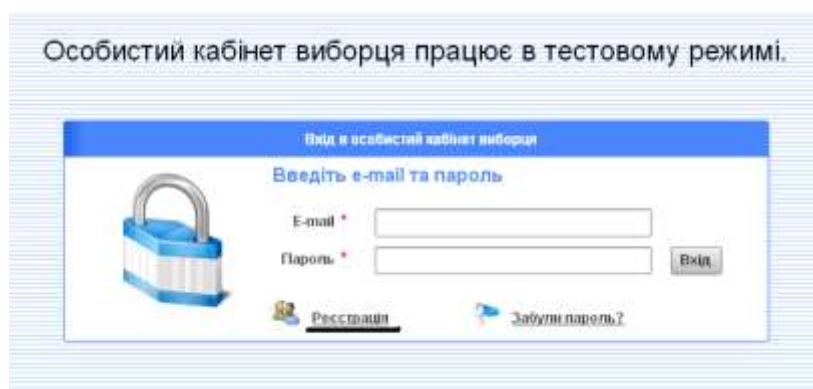 Особистий кабінет виборця працює в тестовому режимі.
Вхід в особистий кабінет виборця
Введіть e-mail та пароль
E-mail *
Пароль *
Вхід
Реєстрація
Забули пароль?